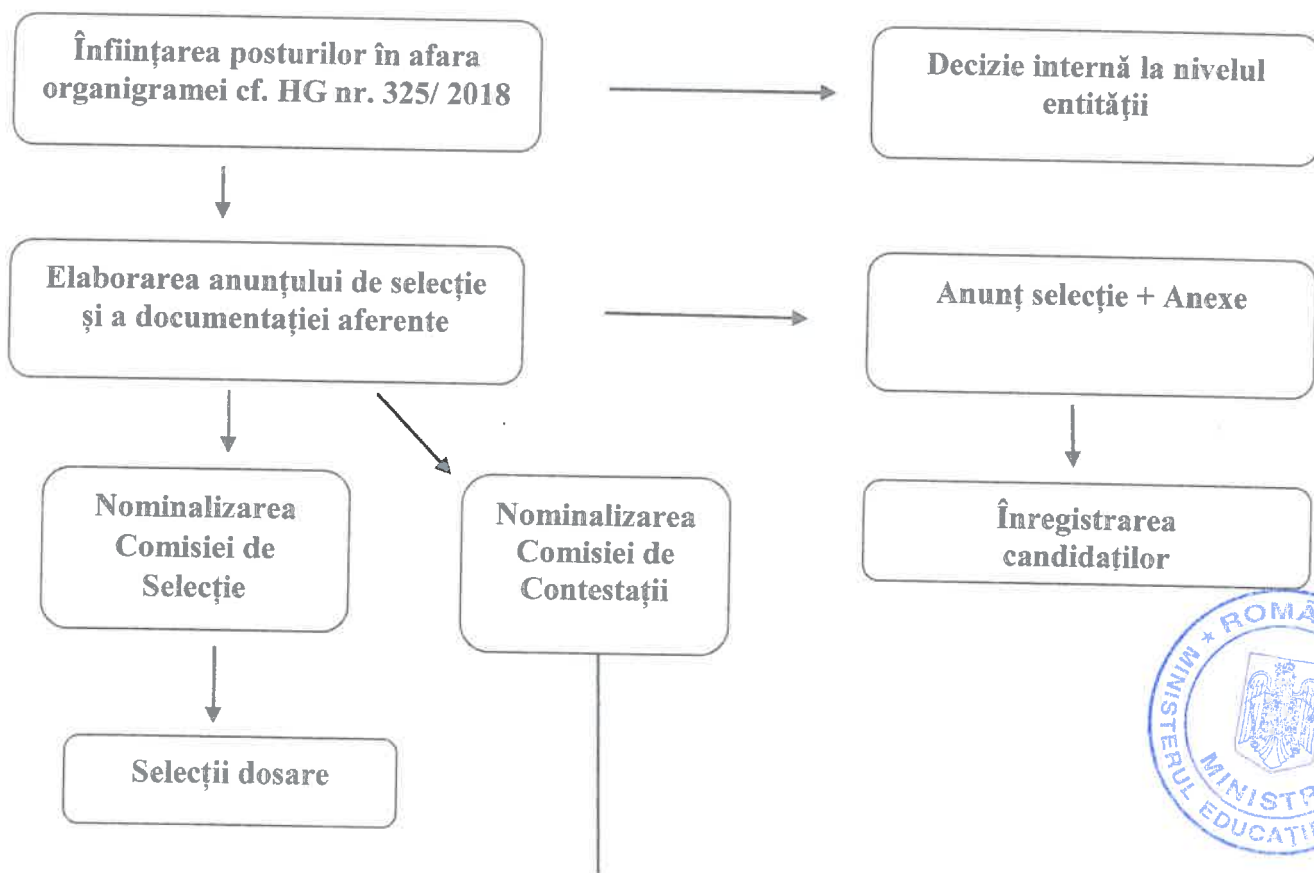 Înființarea posturilor în afara
organigramei cf. HG nr. 325/ 2018
Decizie internă la nivelul
entității
Elaborarea anunțului de selecție
și a documentației aferente
Anunț selecție + Anexe
Nominalizarea
Comisiei de
Selecție
Nominalizarea
Comisiei de
Contestații
Înregistrarea
candidaților
Selecții dosare
ROMÂ
MINISTERUL EDUCAȚIE
MINISTR